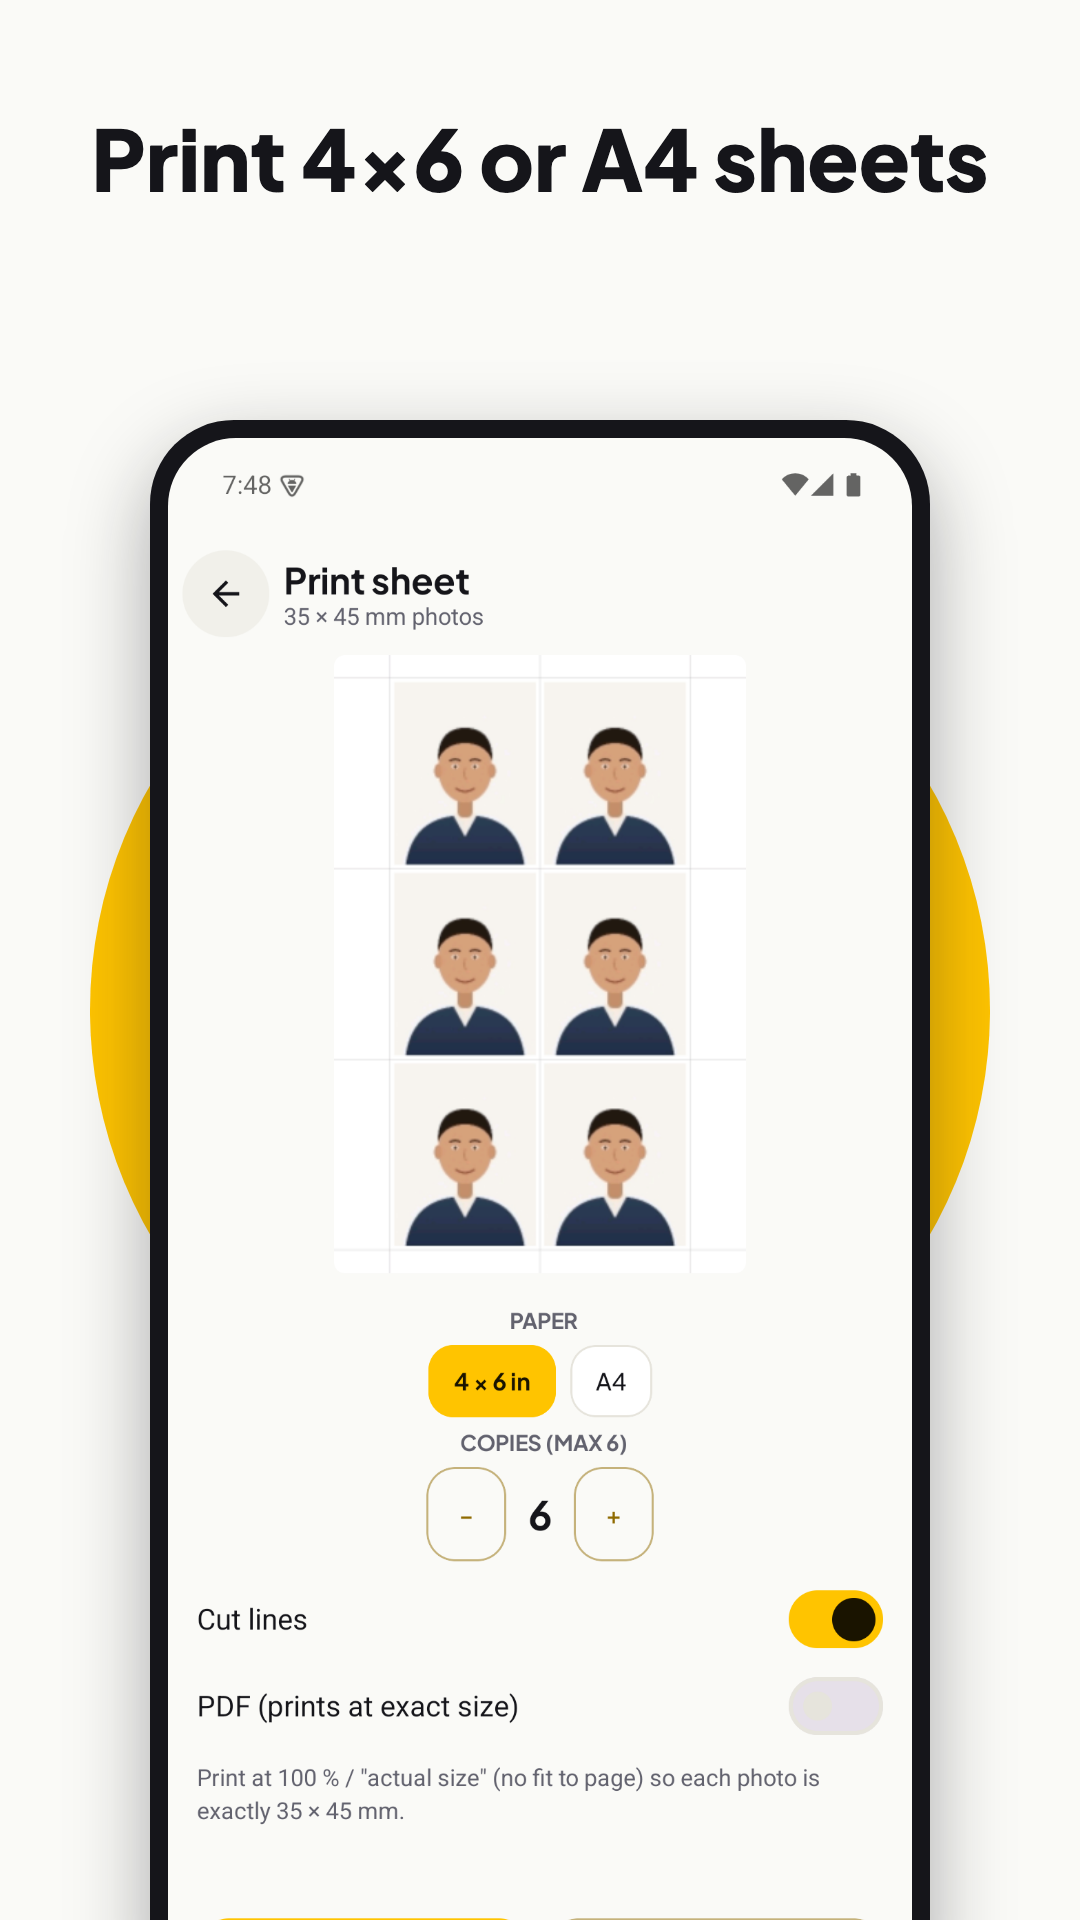 Print 4×6 or A4 sheets
7:48
Print sheet
35 × 45 mm photos
PAPER
4 × 6 in
A4
COPIES (MAX 6)
- 6 +
Cut lines
PDF (prints at exact size)
Print at 100 % / "actual size" (no fit to page) so each photo is
exactly 35 × 45 mm.